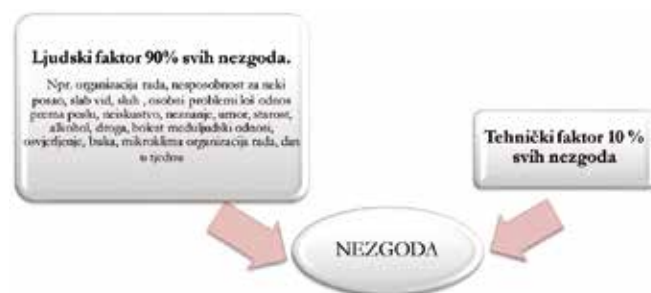 Ljudski faktor 90% svih nezgoda.
Npr. organizacija rada, nesposobnost za neki
posao, slab vid, sluh , osobni problemi loš odnos
prema poslu, neiskustvo, neznanje, umor, starost,
alkohol, droga, bolest međuljudski odnosi,
osvjetljenje, buka, mikroklima organizacija rada, dan
u tjednu
Tehnički faktor 10 %
svih nezgoda
NEZGODA